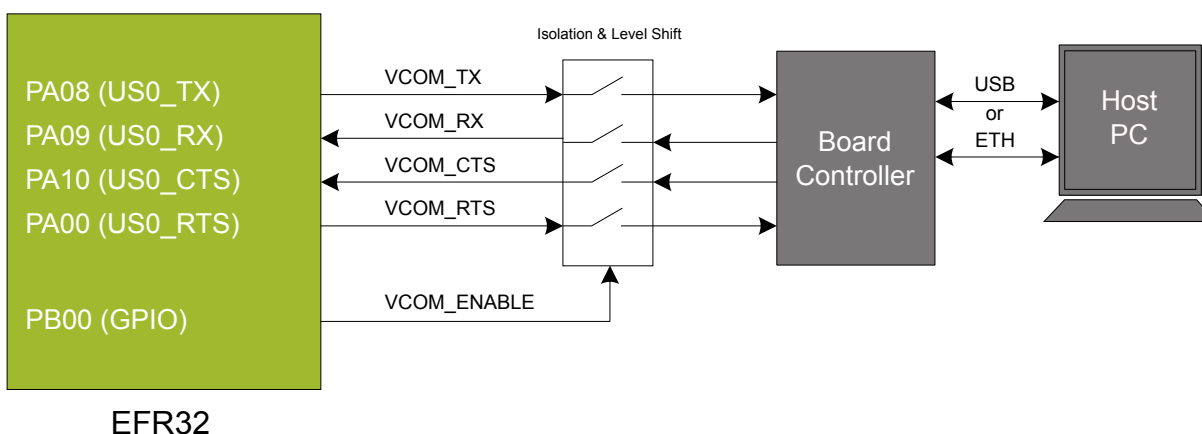 Isolation & Level Shift
PA08 (US0_TX)
VCOM_TX
PA09 (US0_RX)
VCOM_RX
PA10 (US0_CTS)
VCOM_CTS
PA00 (US0_RTS)
VCOM_RTS
PB00 (GPIO)
VCOM_ENABLE
Board
Controller
USB
or
ETH
Host
PC
EFR32